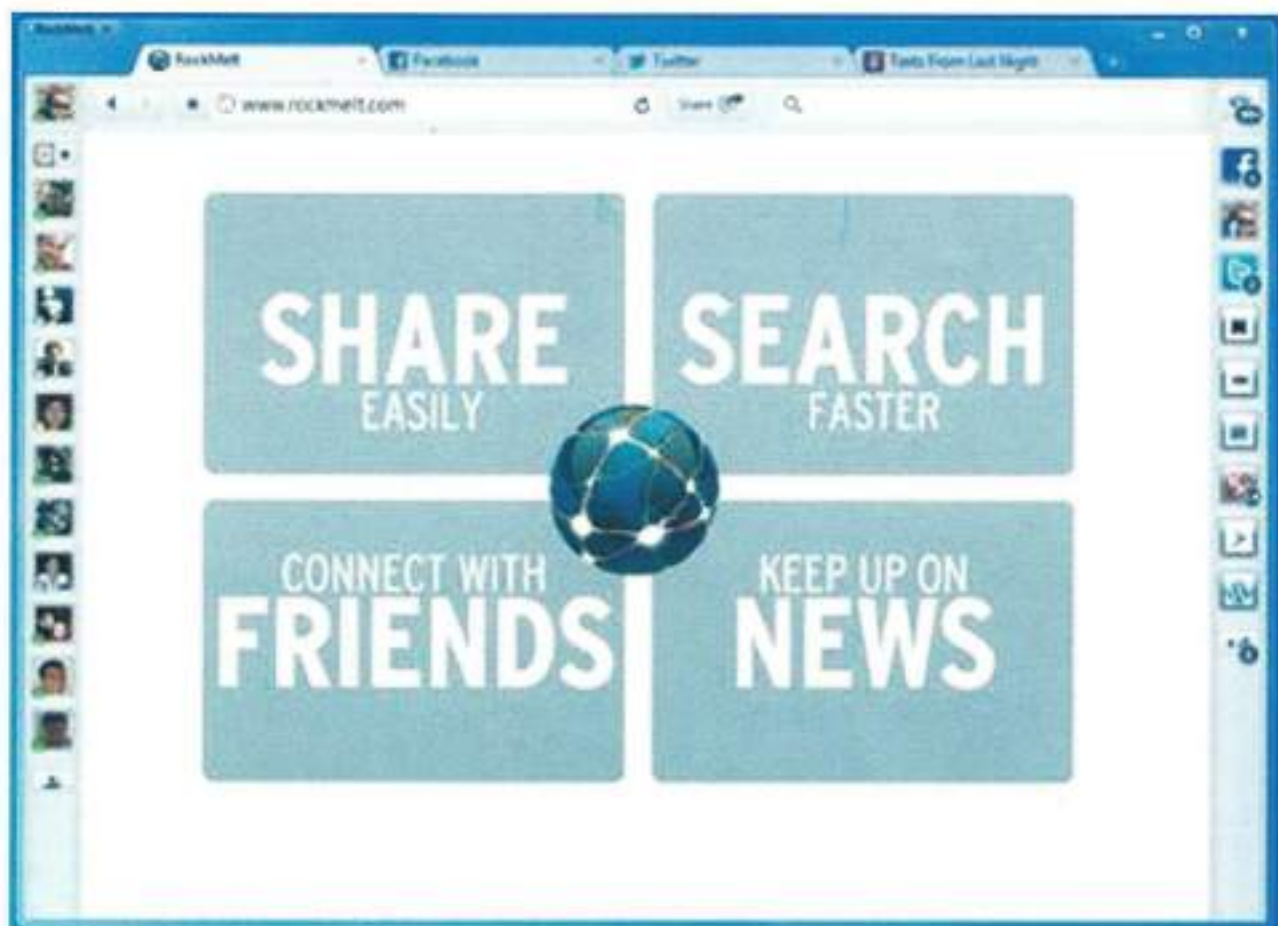 RockMelt
RockMelt
Facebook
Twitter
Texts From Last Night
www.rockmelt.com
Share
SHARE
EASILY
SEARCH
FASTER
CONNECT WITH
FRIENDS
KEEP UP ON
NEWS